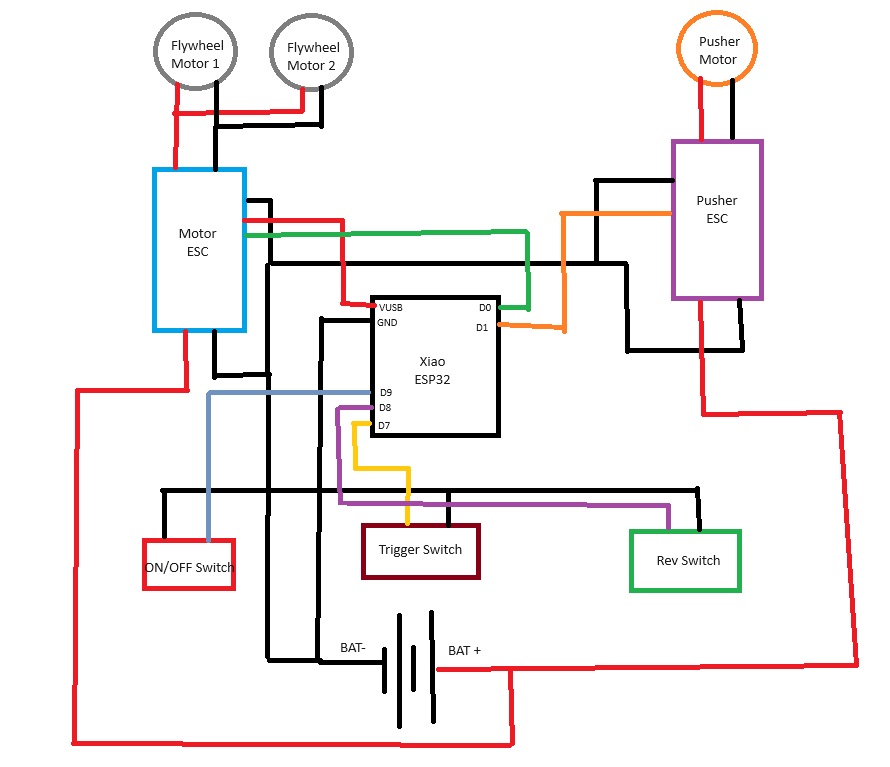 Flywheel
Motor 1
Flywheel
Motor 2
Pusher
Motor
Motor
ESC
Pusher
ESC
VUSB
GND
D0
D1
Xiao
ESP32
D9
D8
D7
ON/OFF Switch
Trigger Switch
Rev Switch
BAT-
BAT +